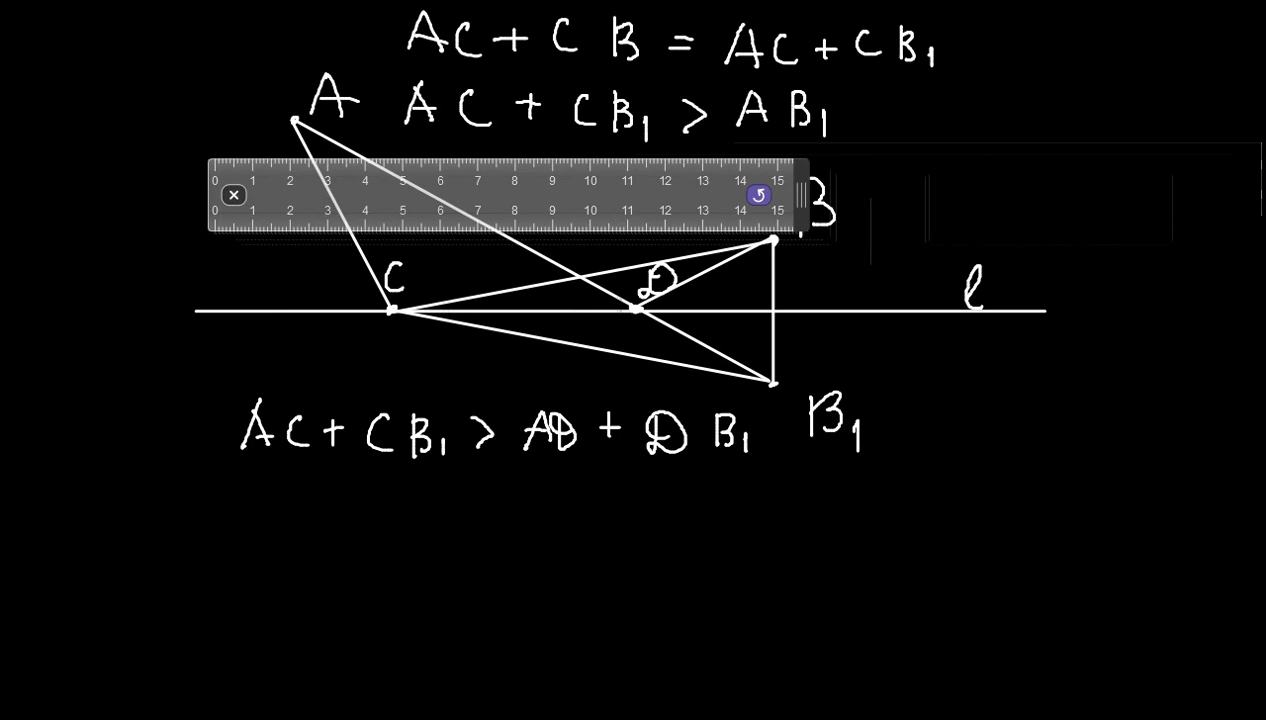 AC + CB = AC + CB₁
A AC + CB₁ > AB₁
0 1 2 3 4 5 6 7 8 9 10 11 12 13 14 15
0 1 2 3 4 5 6 7 8 9 10 11 12 13 14 15
B
C D l
AC + CB₁ > AD + DB₁ B₁